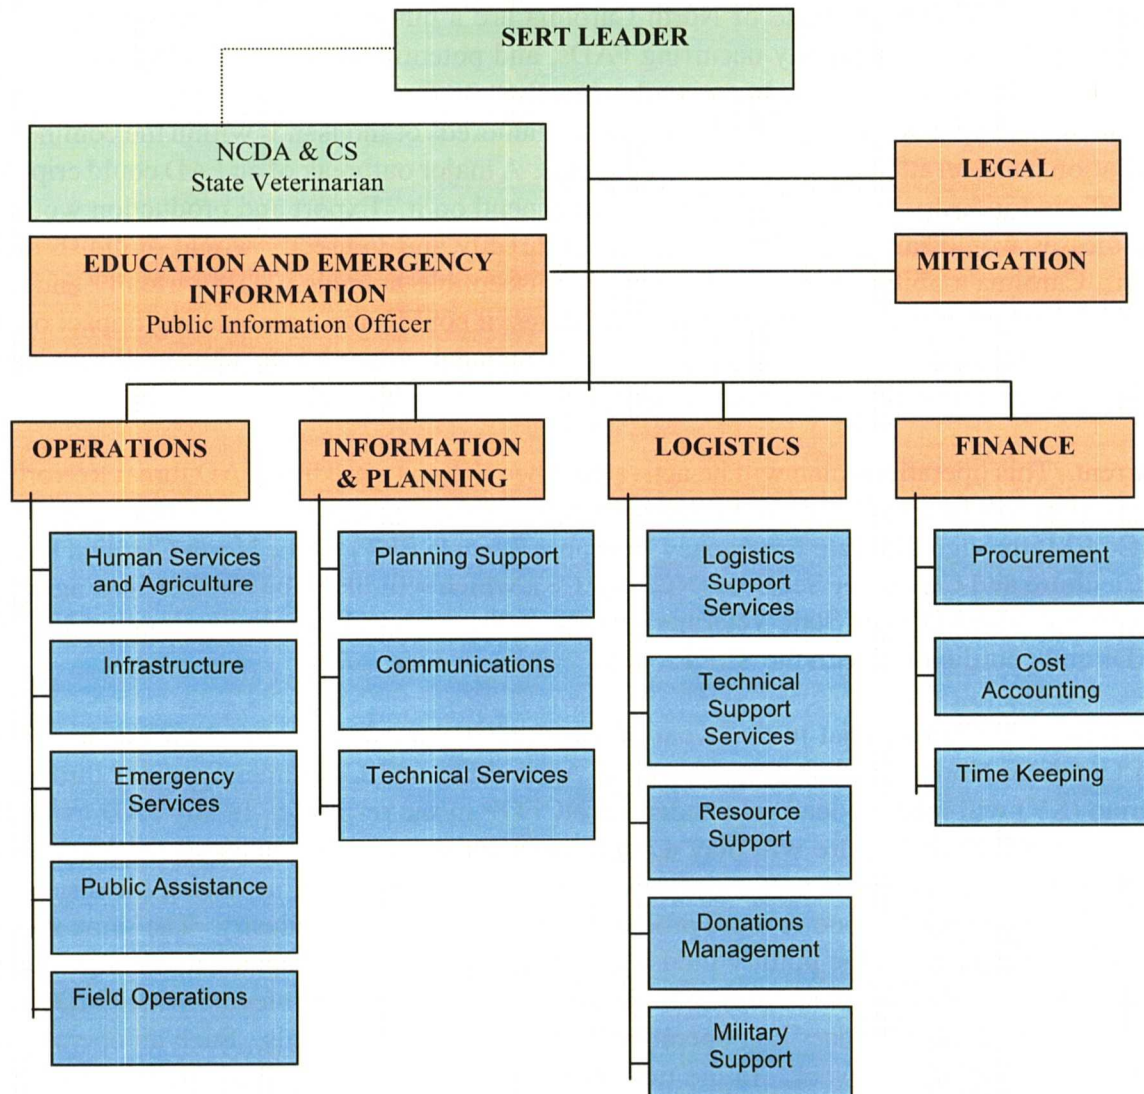 SERT LEADER
NCDA & CS
State Veterinarian
LEGAL
EDUCATION AND EMERGENCY
INFORMATION
Public Information Officer
MITIGATION
OPERATIONS
INFORMATION
& PLANNING
LOGISTICS
FINANCE
Human Services
and Agriculture
Infrastructure
Emergency
Services
Public Assistance
Field Operations
Planning Support
Communications
Technical Services
Logistics
Support
Services
Technical
Support
Services
Resource
Support
Donations
Management
Military
Support
Procurement
Cost
Accounting
Time Keeping